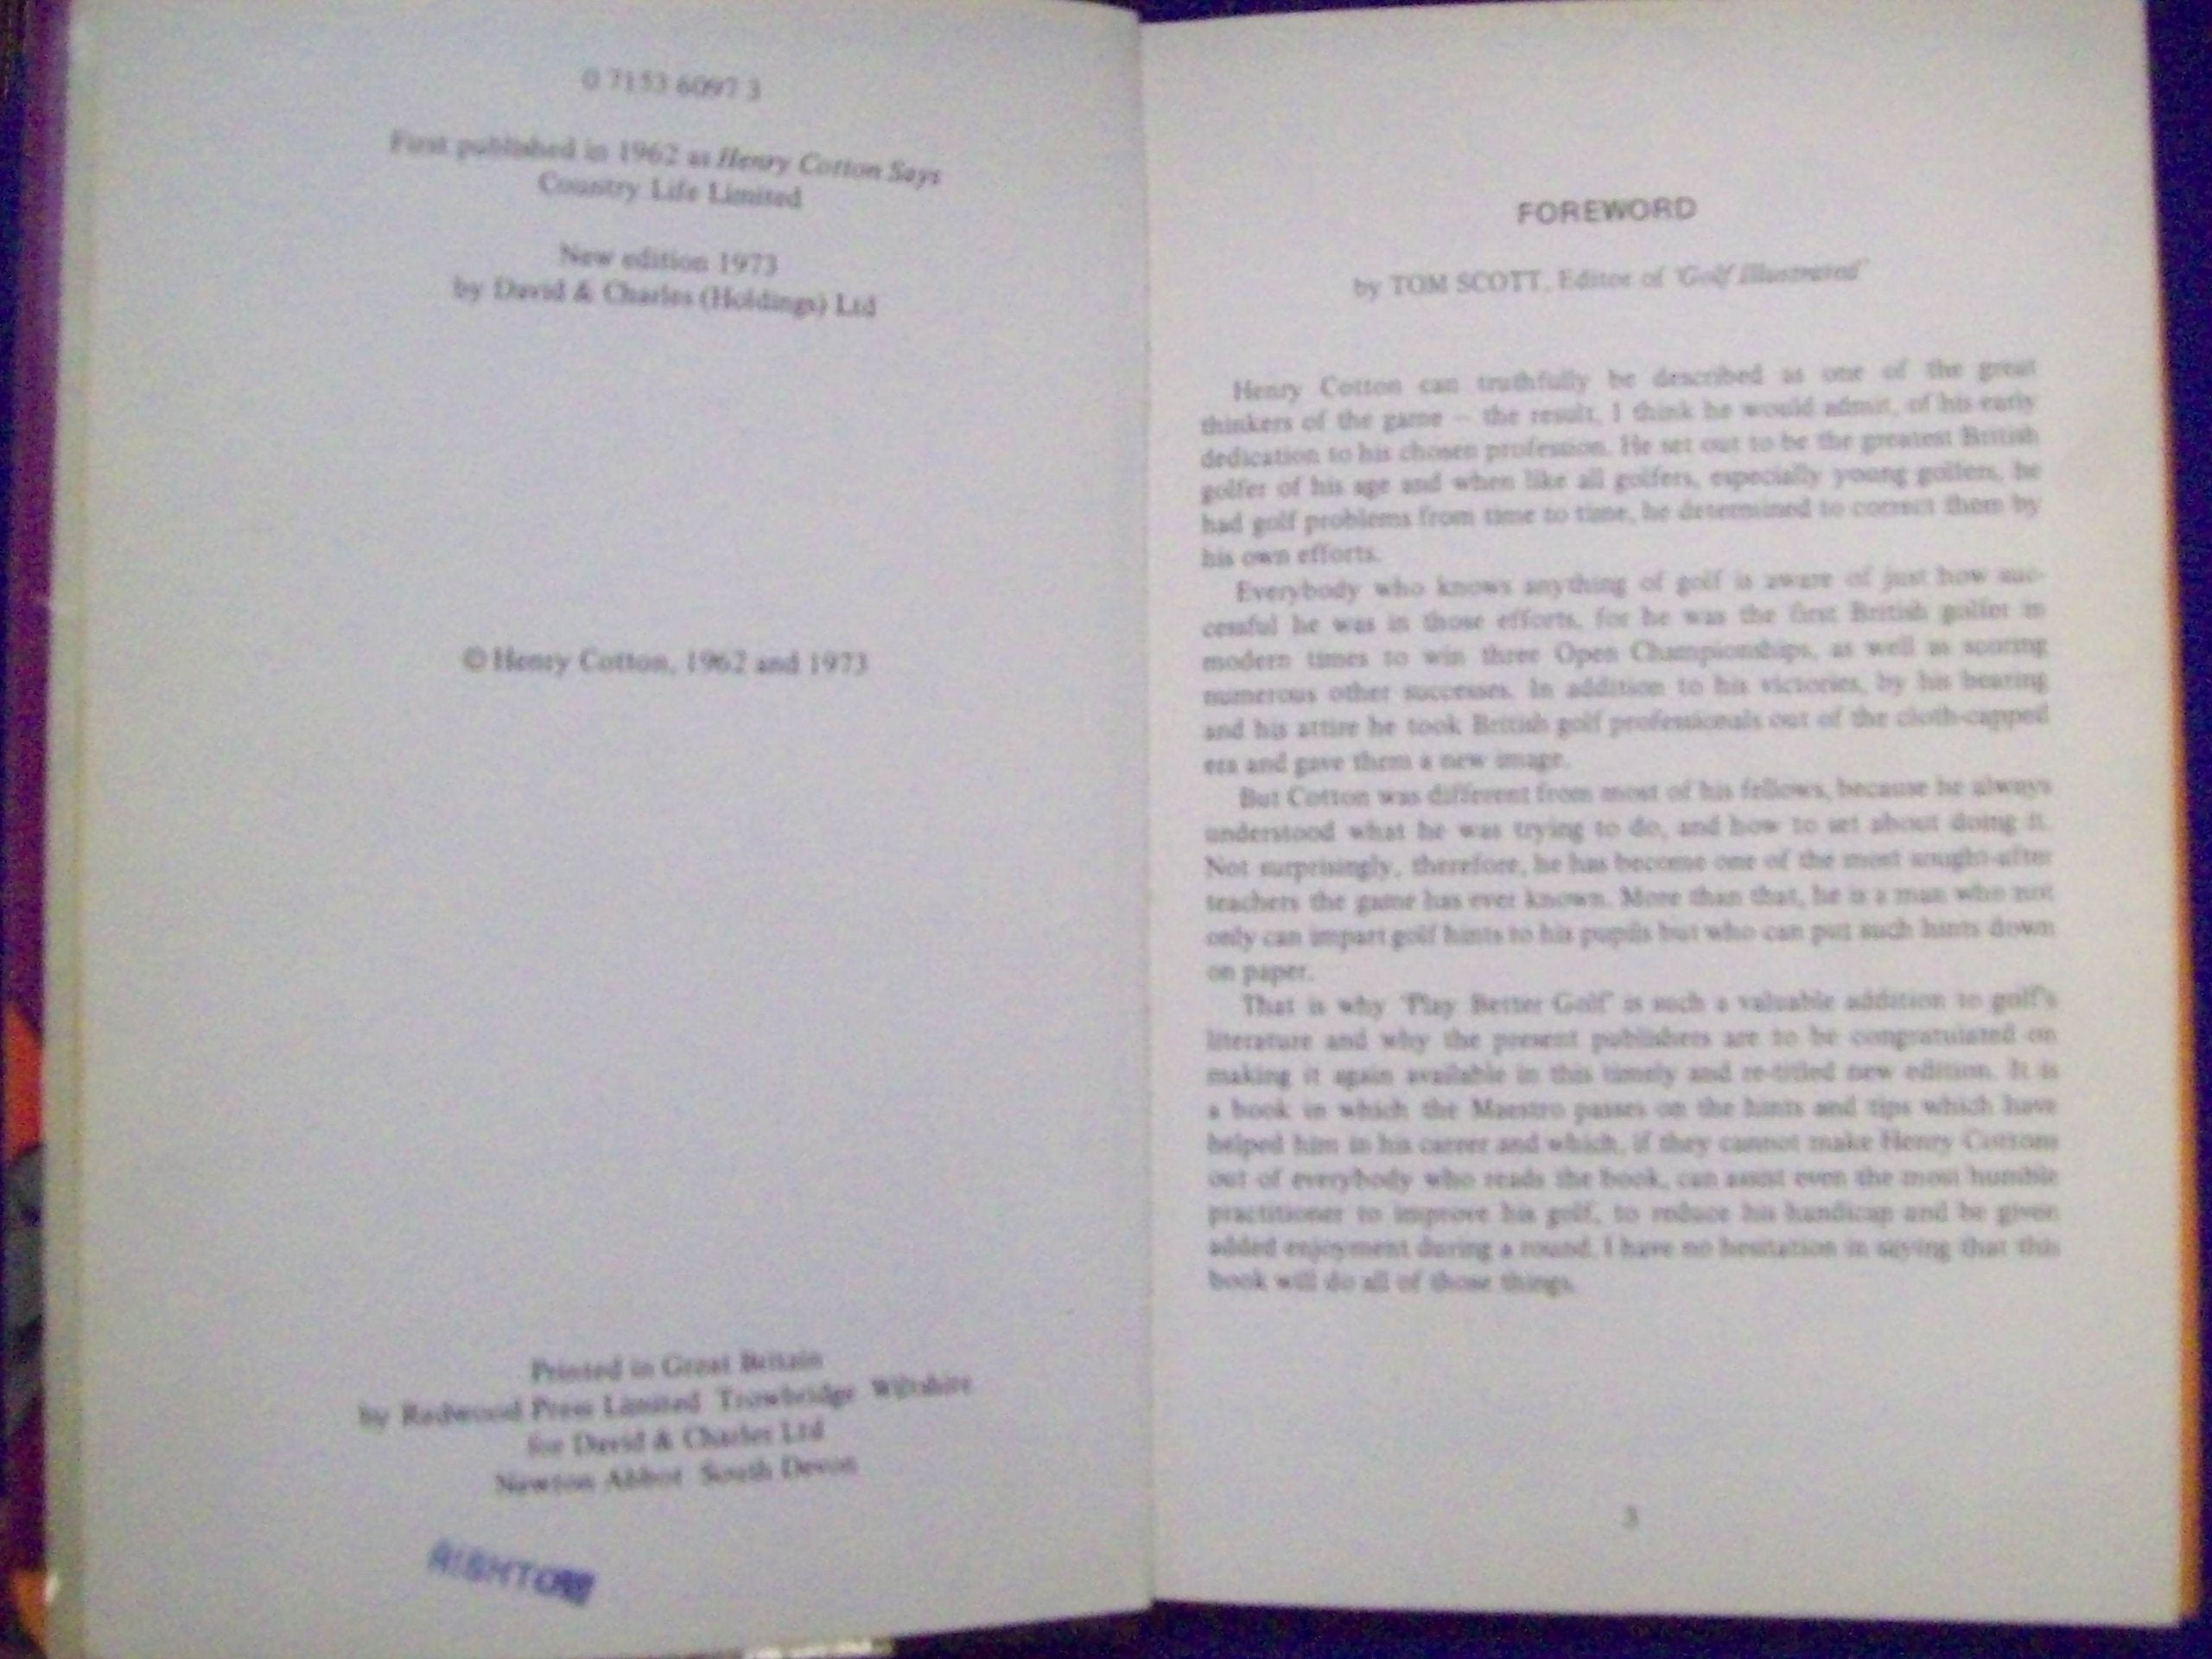 0 7153 6097 3
First published in 1962 as Henry Cotton Says
Country Life Limited
New edition 1973
by David & Charles (Holdings) Ltd
© Henry Cotton, 1962 and 1973
Printed in Great Britain
by Redwood Press Limited Trowbridge Wiltshire
for David & Charles Ltd
Newton Abbot South Devon
FOREWORD
by TOM SCOTT, Editor of 'Golf Illustrated'
Henry Cotton can truthfully be described as one of the great
thinkers of the game – the result, I think he would admit, of his early
dedication to his chosen profession. He set out to be the greatest British
golfer of his age and when like all golfers, especially young golfers, he
had golf problems from time to time, he determined to correct them by
his own efforts.
Everybody who knows anything of golf is aware of just how suc-
cessful he was in those efforts, for he was the first British golfer in
modern times to win three Open Championships, as well as scoring
numerous other successes. In addition to his victories, by his bearing
and his attire he took British golf professionals out of the cloth-capped
era and gave them a new image.
But Cotton was different from most of his fellows, because he always
understood what he was trying to do, and how to set about doing it.
Not surprisingly, therefore, he has become one of the most sought-after
teachers the game has ever known. More than that, he is a man who not
only can impart golf hints to his pupils but who can put such hints down
on paper.
That is why 'Play Better Golf' is such a valuable addition to golf's
literature and why the present publishers are to be congratulated on
making it again available in this timely and re-titled new edition. It is
a book in which the Maestro passes on the hints and tips which have
helped him in his career and which, if they cannot make Henry Cottons
out of everybody who reads the book, can assist even the most humble
practitioner to improve his golf, to reduce his handicap and be given
added enjoyment during a round. I have no hesitation in saying that this
book will do all of those things.
3